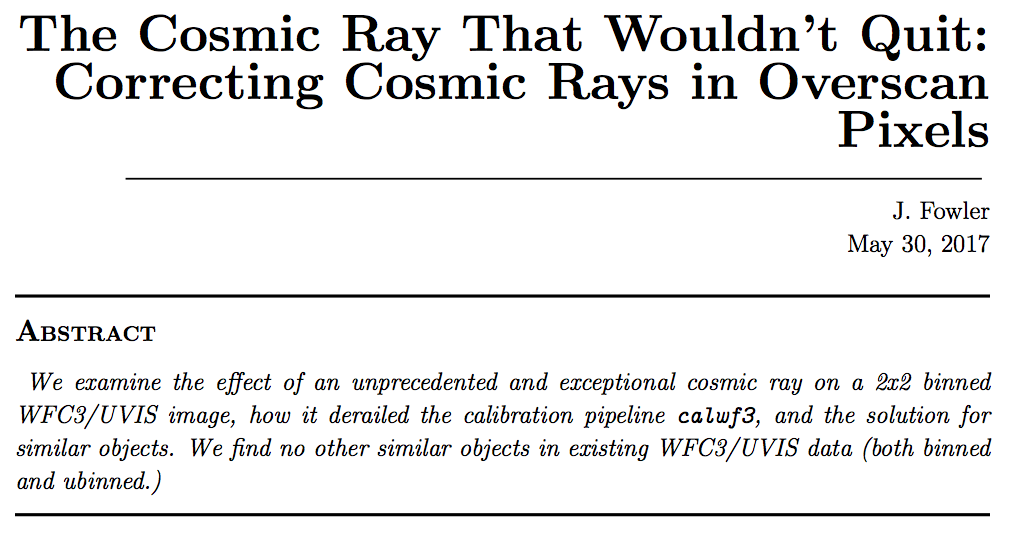 The Cosmic Ray That Wouldn't Quit:
Correcting Cosmic Rays in Overscan
Pixels
J. Fowler
May 30, 2017
Abstract
We examine the effect of an unprecedented and exceptional cosmic ray on a 2x2 binned
WFC3/UVIS image, how it derailed the calibration pipeline calwf3, and the solution for
similar objects. We find no other similar objects in existing WFC3/UVIS data (both binned
and ubinned.)